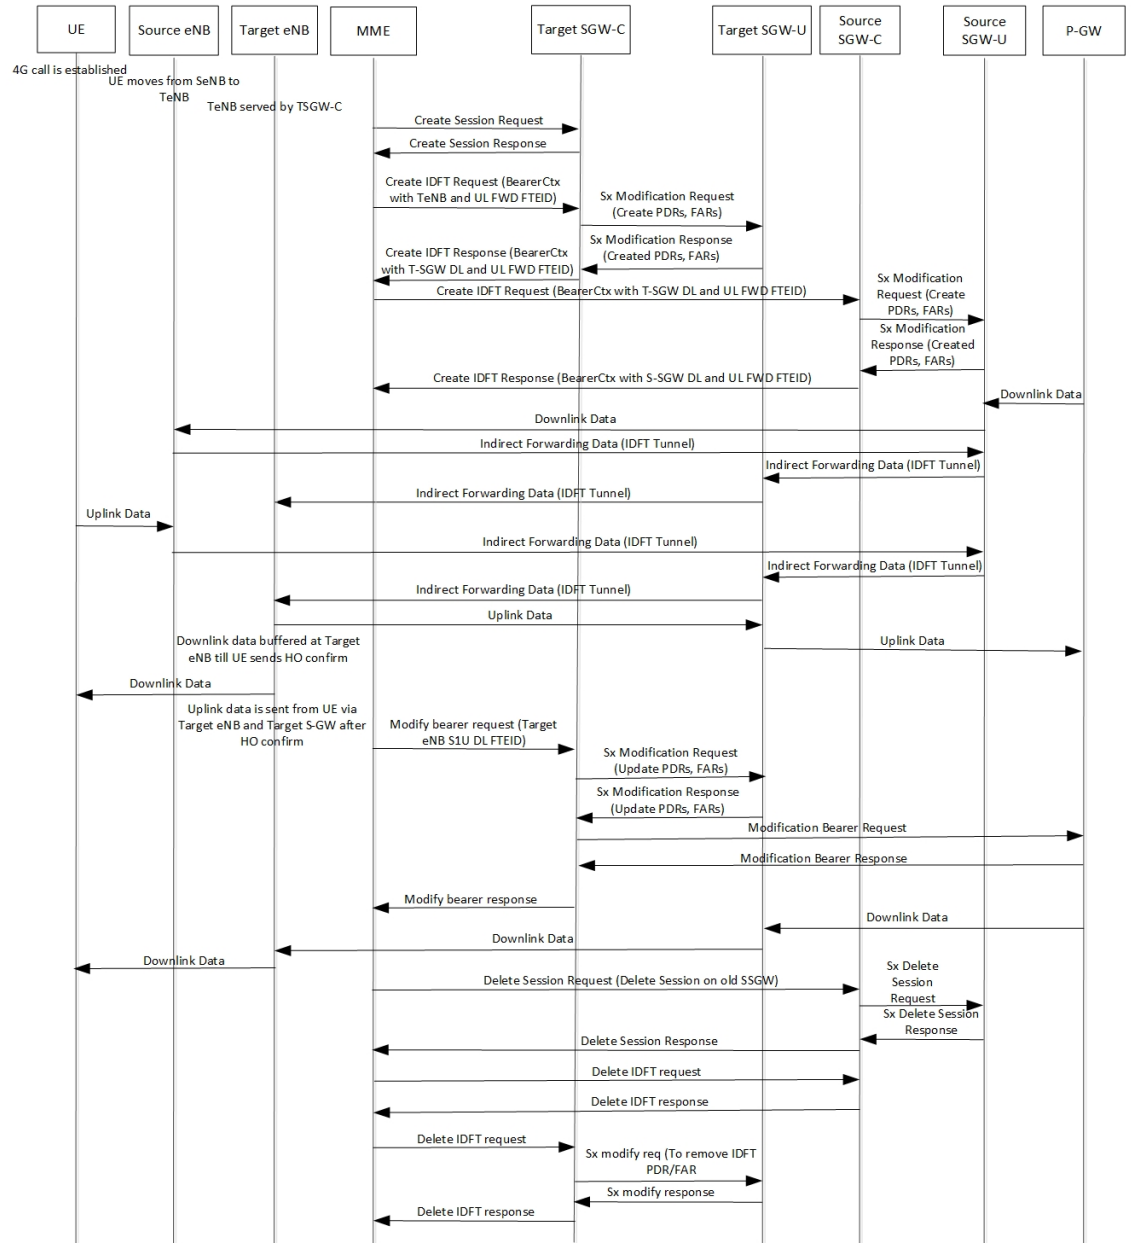 UE
Source eNB
Target eNB
MME
Target SGW-C
Target SGW-U
Source
SGW-C
Source
SGW-U
P-GW
4G call is established
UE moves from SeNB to
TeNB
TeNB served by TSGW-C
Create Session Request
Create Session Response
Create IDFT Request (BearerCtx
with TeNB and UL FWD FTEID)
Sx Modification Request
(Create PDRs, FARs)
Sx Modification Response
(Created PDRs, FARs)
Create IDFT Response (BearerCtx
with T-SGW DL and UL FWD FTEID)
Create IDFT Request (BearerCtx with T-SGW DL and UL FWD FTEID)
Sx Modification
Request (Create
PDRs, FARs)
Sx Modification
Response (Created
PDRs, FARs)
Create IDFT Response (BearerCtx with S-SGW DL and UL FWD FTEID)
Downlink Data
Downlink Data
Indirect Forwarding Data (IDFT Tunnel)
Indirect Forwarding Data (IDFT Tunnel)
Indirect Forwarding Data (IDFT Tunnel)
Uplink Data
Indirect Forwarding Data (IDFT Tunnel)
Indirect Forwarding Data (IDFT Tunnel)
Indirect Forwarding Data (IDFT Tunnel)
Uplink Data
Uplink Data
Downlink data buffered at Target
eNB till UE sends HO confirm
Downlink Data
Uplink data is sent from UE via
Target eNB and Target S-GW after
HO confirm
Modify bearer request (Target
eNB S1U DL FTEID)
Sx Modification Request
(Update PDRs, FARs)
Sx Modification Response
(Update PDRs, FARs)
Modification Bearer Request
Modification Bearer Response
Modify bearer response
Downlink Data
Downlink Data
Downlink Data
Delete Session Request (Delete Session on old SSGW)
Sx Delete
Session
Request
Sx Delete Session
Response
Delete Session Response
Delete IDFT request
Delete IDFT response
Delete IDFT request
Sx modify req (To remove IDFT
PDR/FAR
Sx modify response
Delete IDFT response